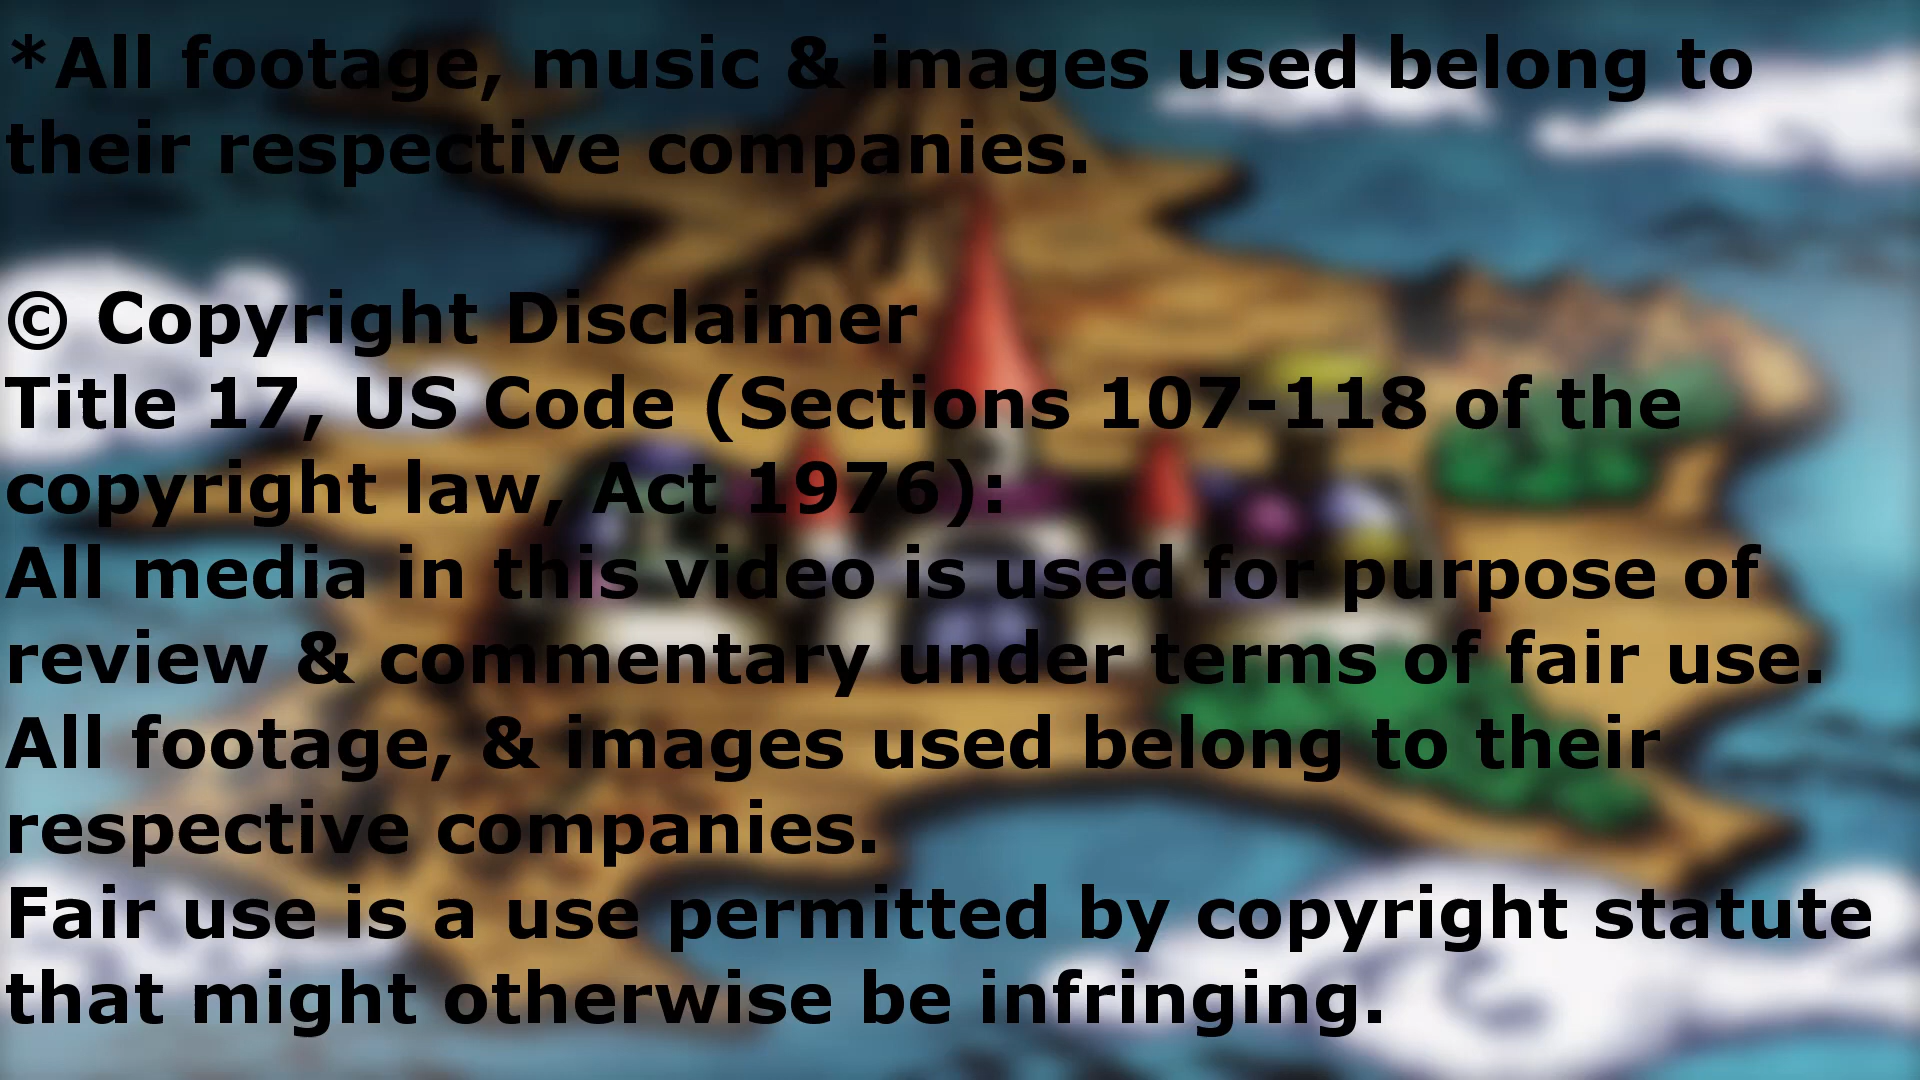 *All footage, music & images used belong to
their respective companies.
© Copyright Disclaimer
Title 17, US Code (Sections 107-118 of the
copyright law, Act 1976):
All media in this video is used for purpose of
review & commentary under terms of fair use.
All footage, & images used belong to their
respective companies.
Fair use is a use permitted by copyright statute
that might otherwise be infringing.